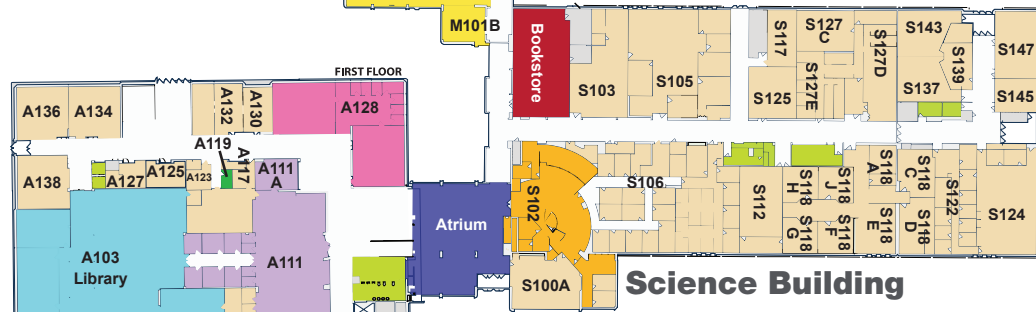 M101B
Bookstore
S103
S105
S117
S127
C
S127E
S125
S127D
S143
S137
S139
S147
S145
FIRST FLOOR
A136
A134
A132
A130
A128
A119
A117
A138
A127
A125
A123
A111
A
A103
Library
A111
Atrium
S102
S106
S100A
S112
S118
H
S118
G
S118
J
S118
F
S118
A
S118
E
S118
C
S118
D
S122
S124
Science Building